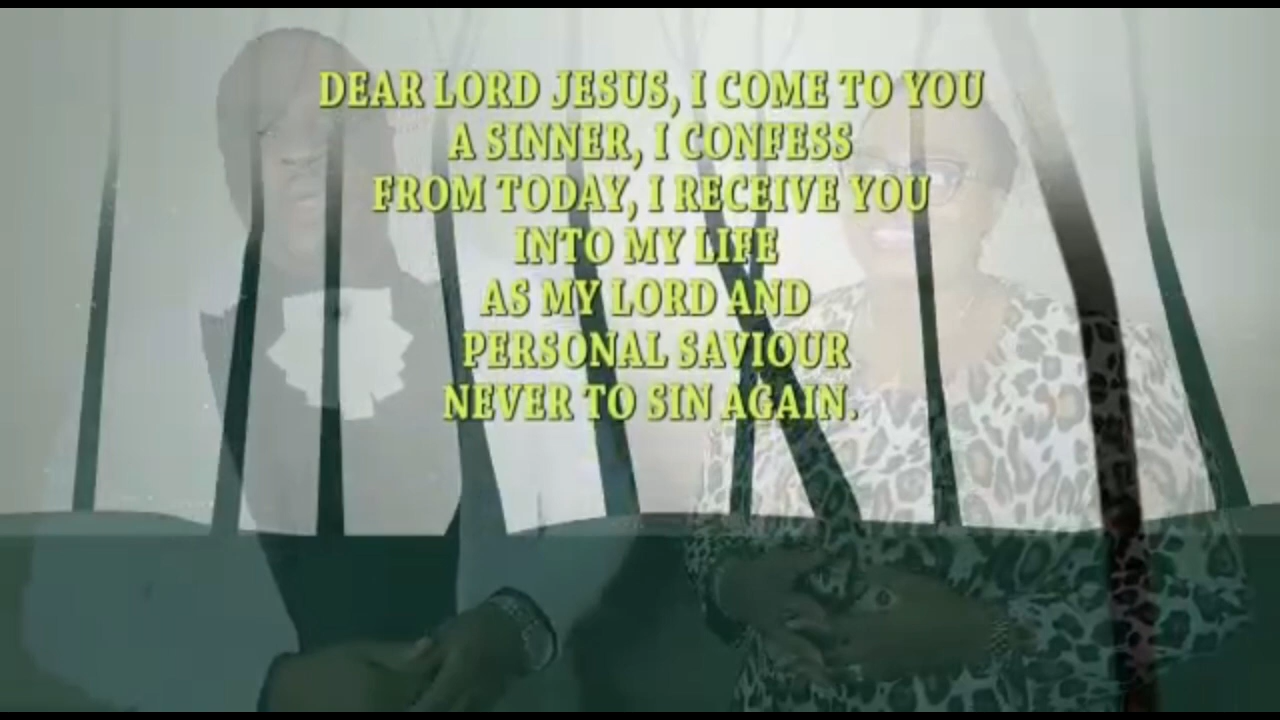 DEAR LORD JESUS, I COME TO YOU
A SINNER, I CONFESS
FROM TODAY, I RECEIVE YOU
INTO MY LIFE
AS MY LORD AND
PERSONAL SAVIOUR
NEVER TO SIN AGAIN.